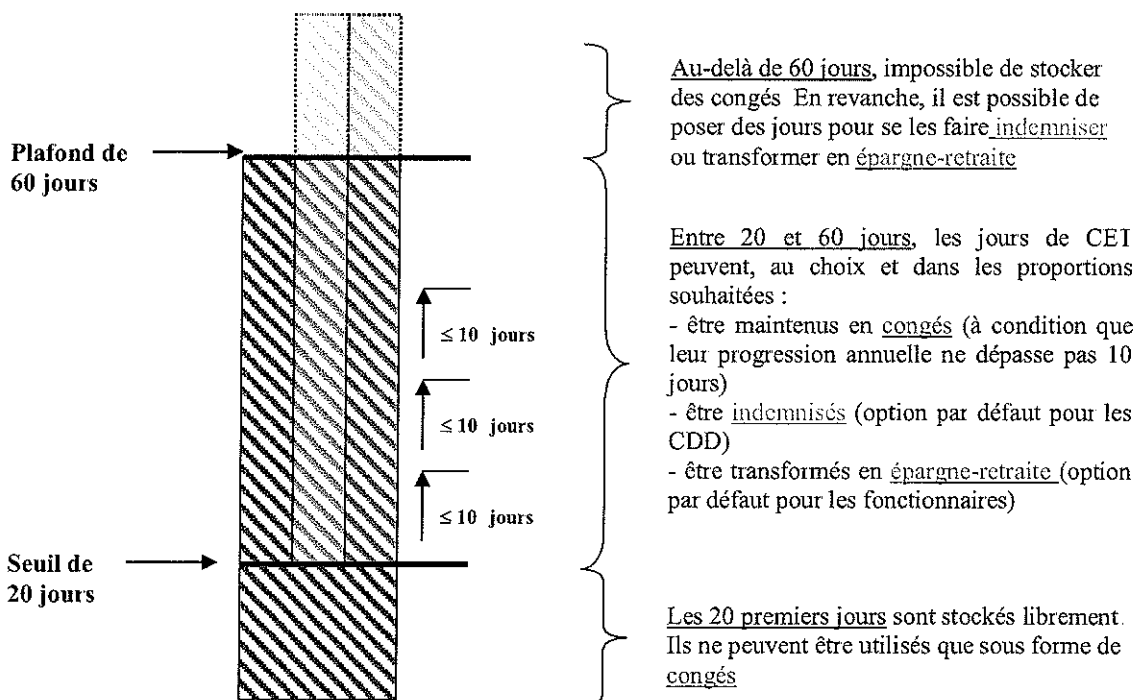 Au-delà de 60 jours, impossible de stocker
des congés En revanche, il est possible de
poser des jours pour se les faire indemniser
ou transformer en épargne-retraite
Plafond de
60 jours
Entre 20 et 60 jours, les jours de CET
peuvent, au choix et dans les proportions
souhaitées :
- être maintenus en congés (à condition que
leur progression annuelle ne dépasse pas 10
jours)
- être indemnisés (option par défaut pour les
CDD)
- être transformés en épargne-retraite (option
par défaut pour les fonctionnaires)
≤ 10 jours
≤ 10 jours
≤ 10 jours
Seuil de
20 jours
Les 20 premiers jours sont stockés librement.
Ils ne peuvent être utilisés que sous forme de
congés